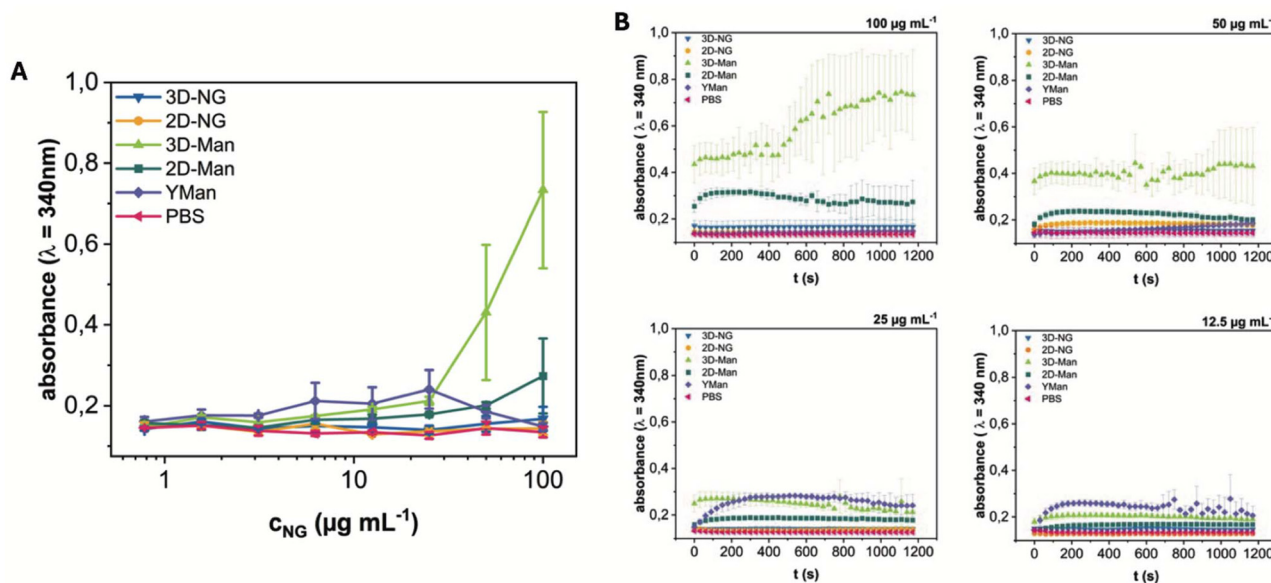 A
absorbance (λ = 340nm)
1,0
0,8
0,6
0,4
0,2
3D-NG
2D-NG
3D-Man
2D-Man
YMan
PBS
1
10
100
cNG (μg mL-1)
B
100 μg mL-1
absorbance (λ = 340 nm)
1,0
0,8
0,6
0,4
0,2
3D-NG
2D-NG
3D-Man
2D-Man
YMan
PBS
0 200 400 600 800 1000 1200
t (s)
50 μg mL-1
absorbance (λ = 340nm)
1,0
0,8
0,6
0,4
0,2
3D-NG
2D-NG
3D-Man
2D-Man
YMan
PBS
0 200 400 600 800 1000 1200
t (s)
25 μg mL-1
absorbance (λ = 340nm)
1,0
0,8
0,6
0,4
0,2
3D-NG
2D-NG
3D-Man
2D-Man
YMan
PBS
0 200 400 600 800 1000 1200
t (s)
12.5 μg mL-1
absorbance (λ = 340nm)
1,0
0,8
0,6
0,4
0,2
3D-NG
2D-NG
3D-Man
2D-Man
YMan
PBS
0 200 400 600 800 1000 1200
t (s)